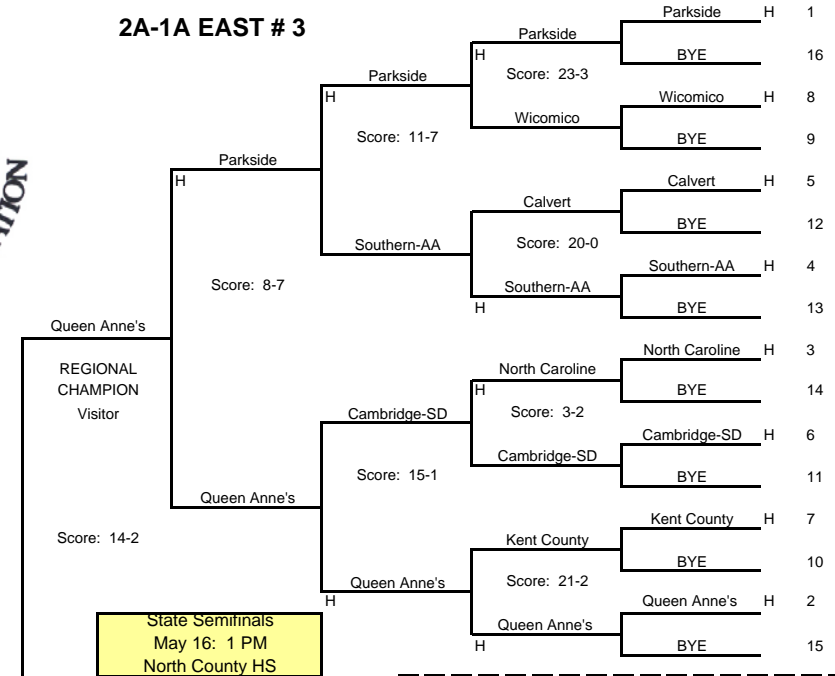 2A-1A EAST # 3
Parkside H 1
Parkside
H BYE 16
Parkside Score: 23-3
H Wicomico H 8
Wicomico
Score: 11-7 BYE 9
Parkside
H Calvert H 5
Calvert
BYE 12
Southern-AA Score: 20-0
Southern-AA H 4
Score: 8-7 Southern-AA
H BYE 13
Queen Anne's
North Caroline H 3
REGIONAL North Caroline
CHAMPION H BYE 14
Visitor Cambridge-SD Score: 3-2
Cambridge-SD H 6
Cambridge-SD
Score: 15-1 BYE 11
Queen Anne's
Kent County H 7
Score: 14-2 Kent County
BYE 10
Queen Anne's Score: 21-2
H Queen Anne's H 2
State Semifinals Queen Anne's
May 16: 1 PM H BYE 15
North County HS